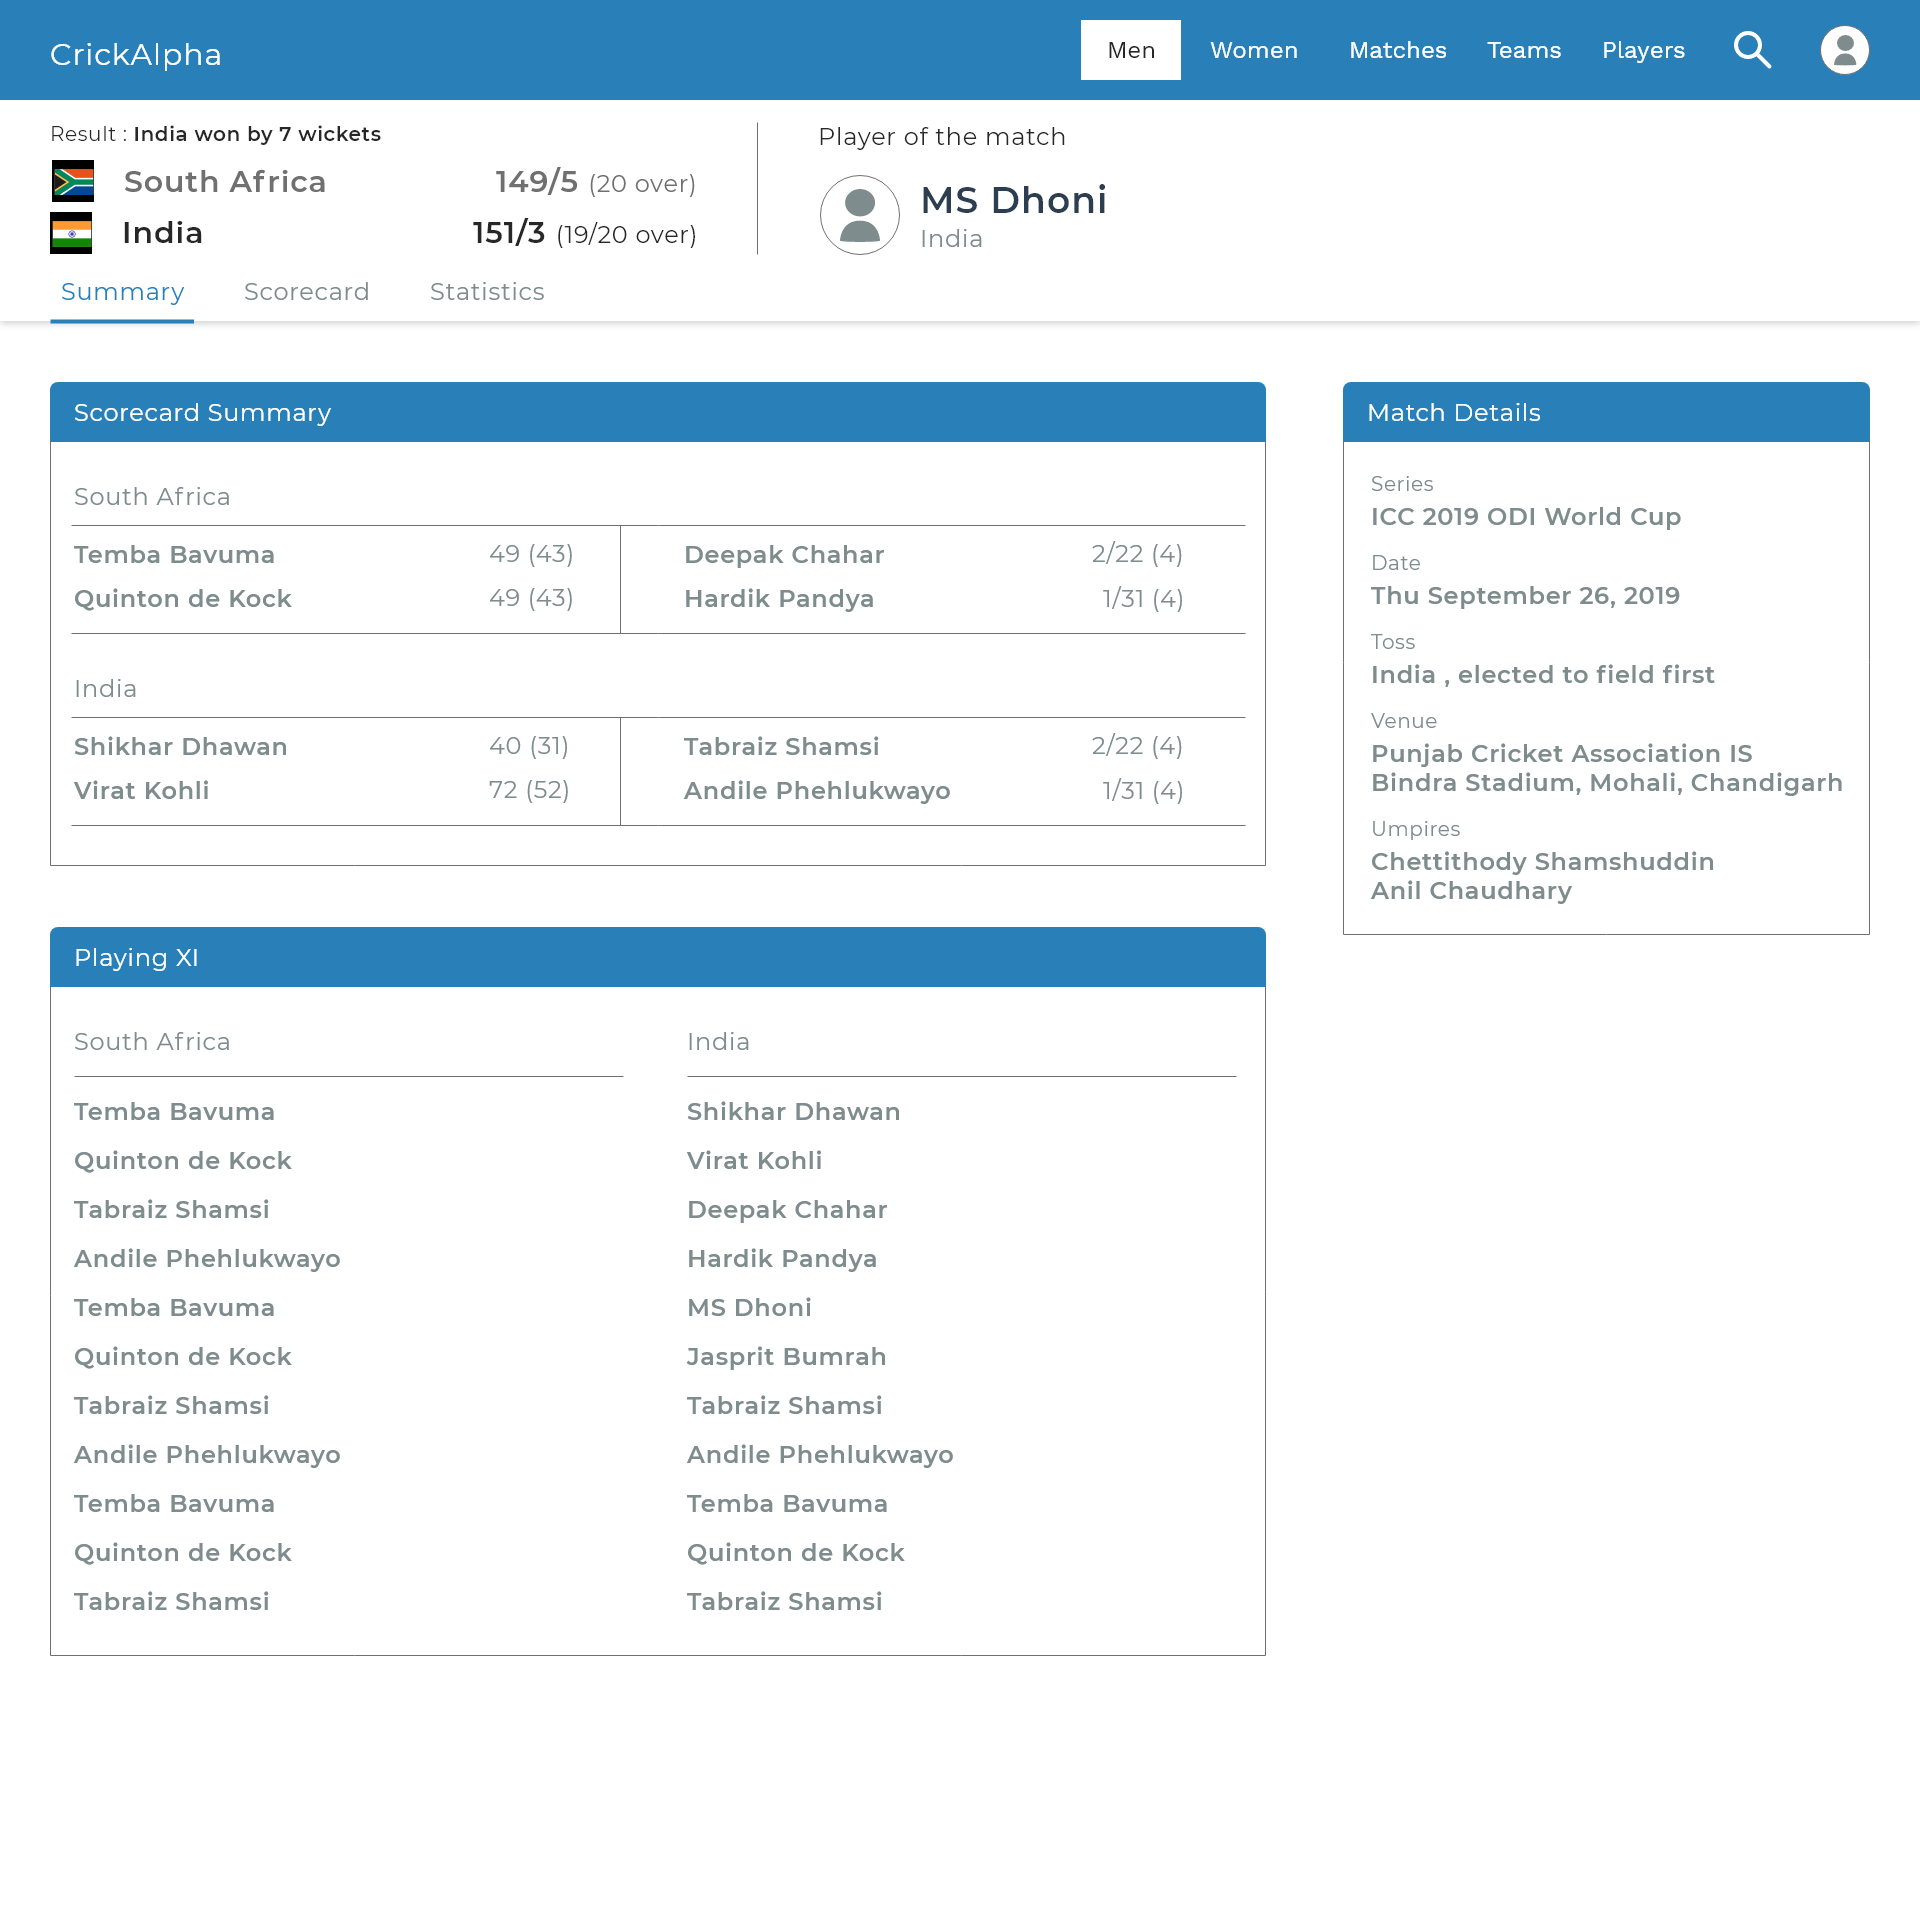 CrickAlpha
Men Women Matches Teams Players
Result : India won by 7 wickets
South Africa 149/5 (20 over)
India 151/3 (19/20 over)
Player of the match
MS Dhoni
India
Summary Scorecard Statistics
Scorecard Summary
South Africa
Temba Bavuma 49 (43) Deepak Chahar 2/22 (4)
Quinton de Kock 49 (43) Hardik Pandya 1/31 (4)
India
Shikhar Dhawan 40 (31) Tabraiz Shamsi 2/22 (4)
Virat Kohli 72 (52) Andile Phehlukwayo 1/31 (4)
Match Details
Series
ICC 2019 ODI World Cup
Date
Thu September 26, 2019
Toss
India , elected to field first
Venue
Punjab Cricket Association IS
Bindra Stadium, Mohali, Chandigarh
Umpires
Chettithody Shamshuddin
Anil Chaudhary
Playing XI
South Africa India
Temba Bavuma Shikhar Dhawan
Quinton de Kock Virat Kohli
Tabraiz Shamsi Deepak Chahar
Andile Phehlukwayo Hardik Pandya
Temba Bavuma MS Dhoni
Quinton de Kock Jasprit Bumrah
Tabraiz Shamsi Tabraiz Shamsi
Andile Phehlukwayo Andile Phehlukwayo
Temba Bavuma Temba Bavuma
Quinton de Kock Quinton de Kock
Tabraiz Shamsi Tabraiz Shamsi